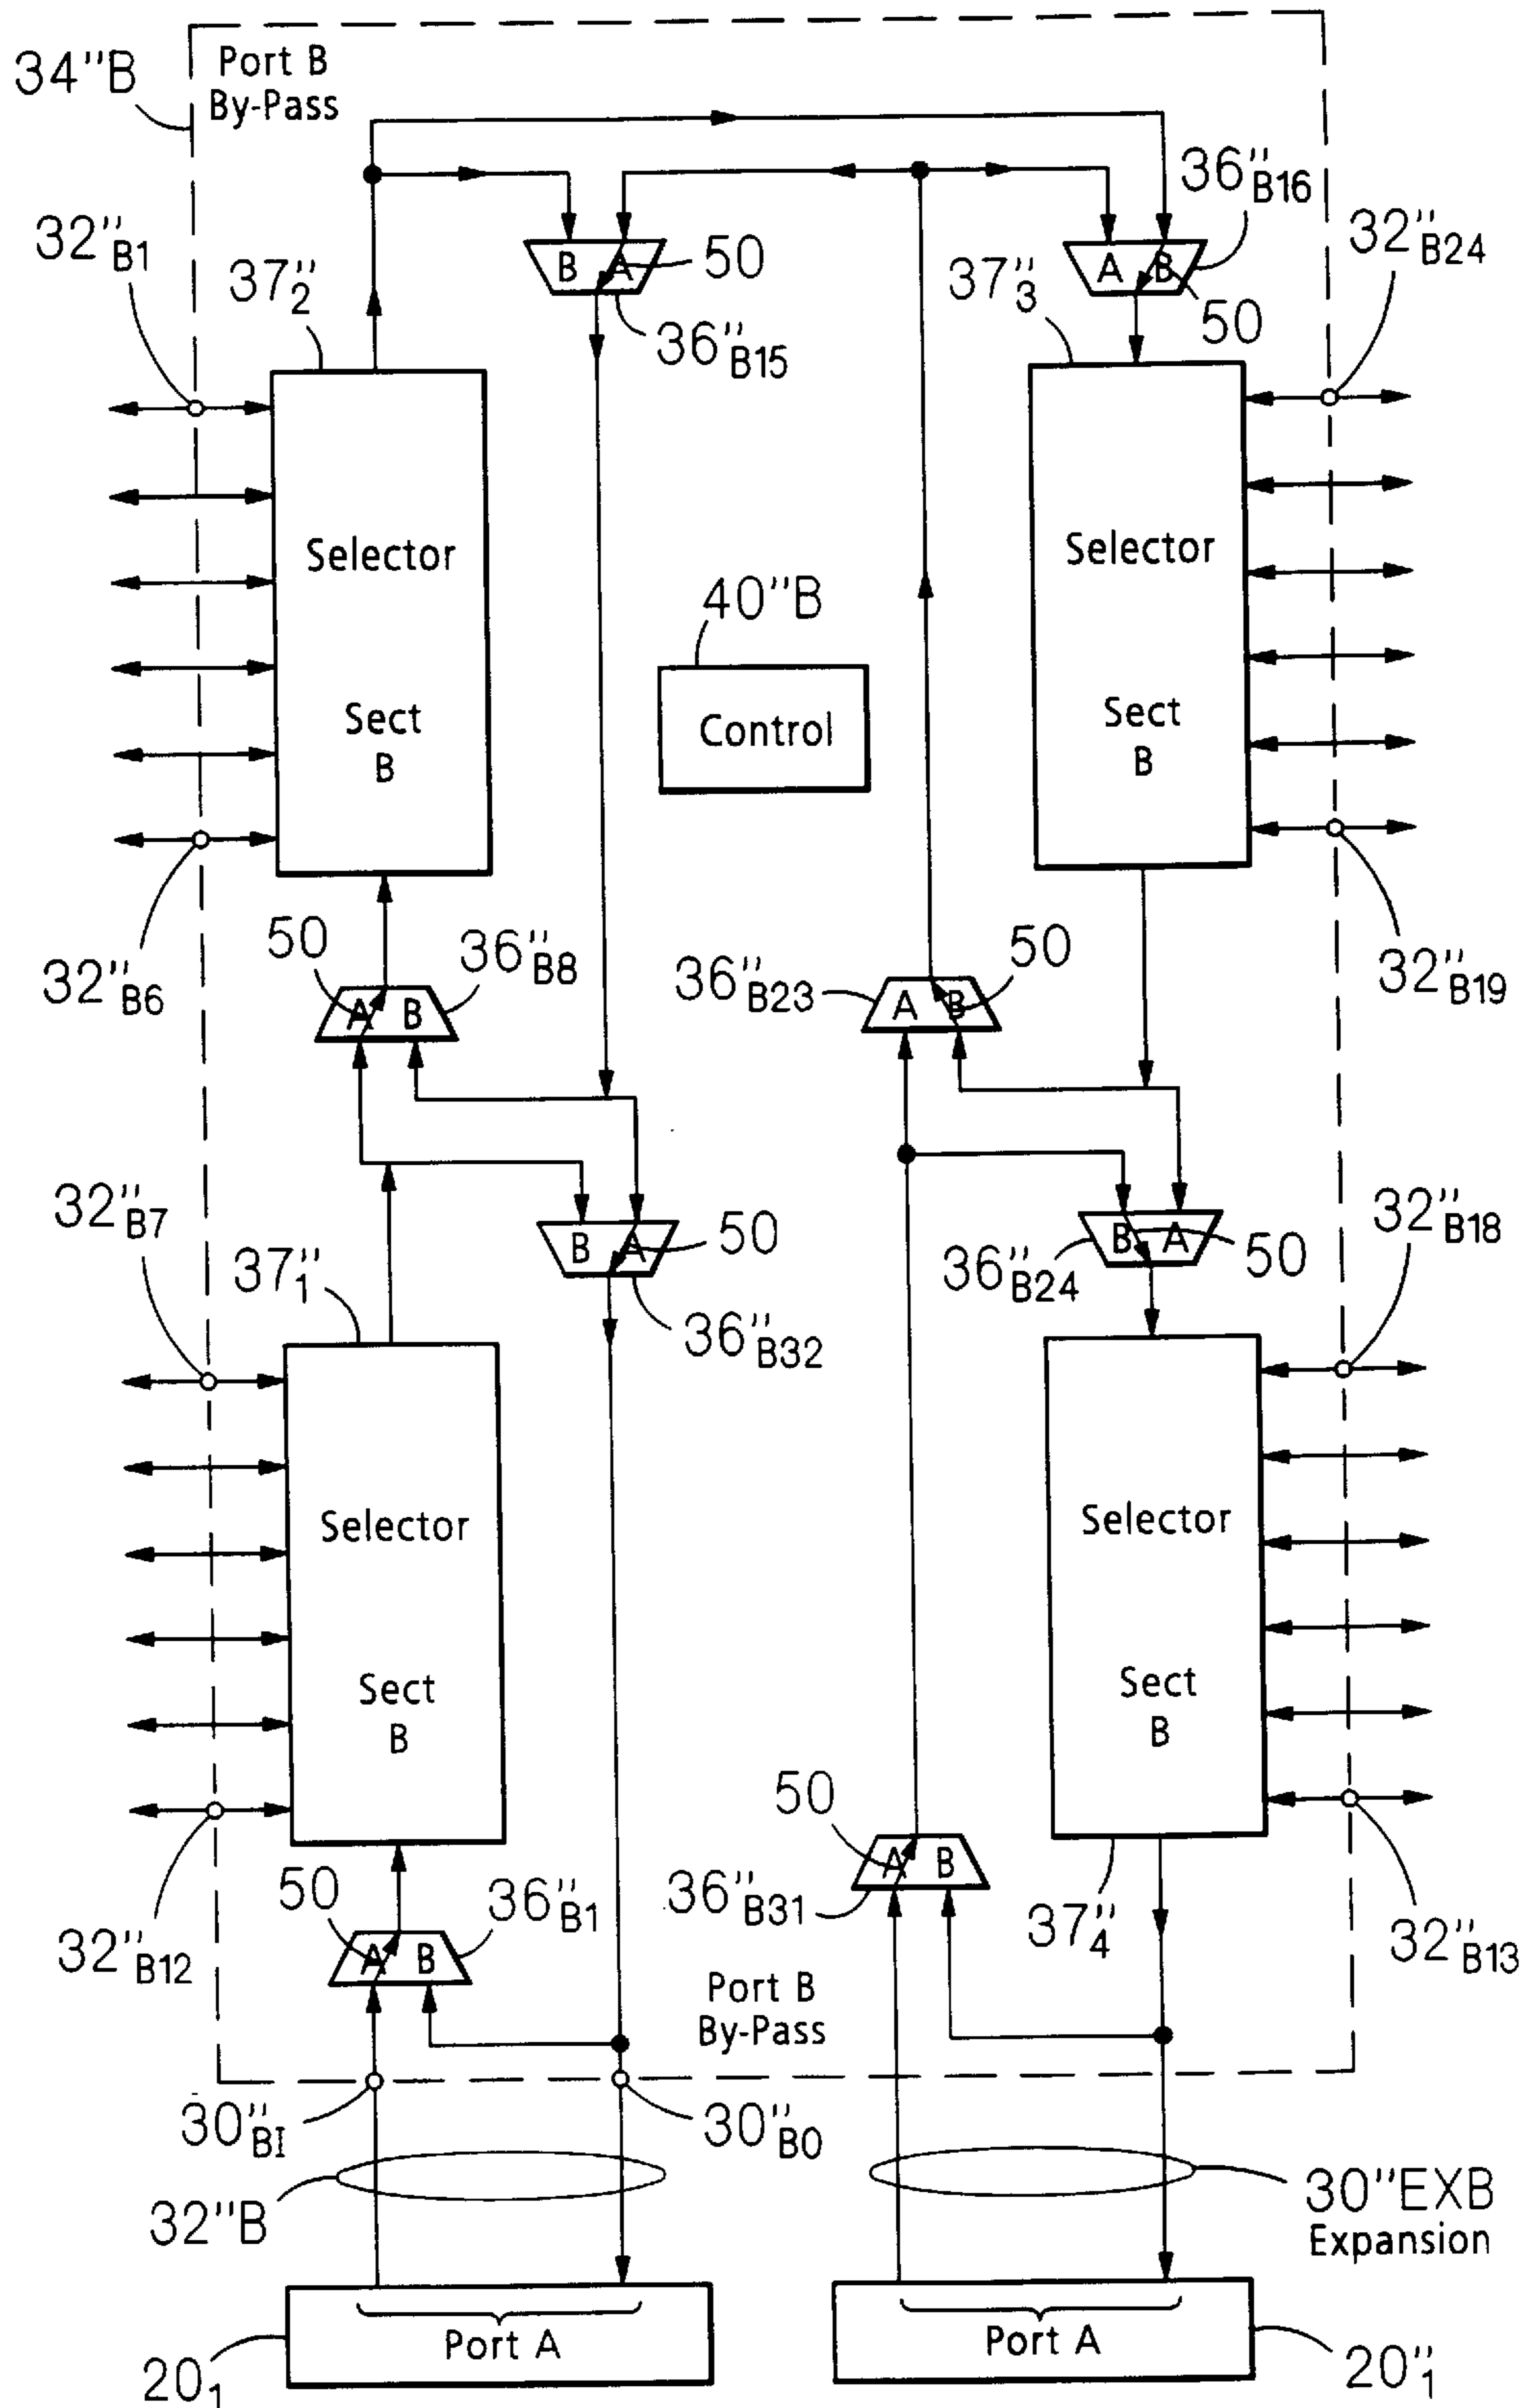 34''B
Port B
By-Pass
36''B16
32''B1
37''2
50
32''B24
37''3
50
B A
A B
36''B15
Selector
Selector
40''B
Control
Sect
B
Sect
B
50
36''B8
32''B6
36''B23
50
32''B19
A B
A B
32''B7
37''1
50
32''B18
B A
B A
36''B24
50
36''B32
Selector
Selector
Sect
B
Sect
B
50
A B
36''B31
50
36''B1
32''B12
37''4
32''B13
A B
Port B
By-Pass
30''BI
30''BO
32''B
30''EXB
Expansion
Port A
Port A
201
20''1